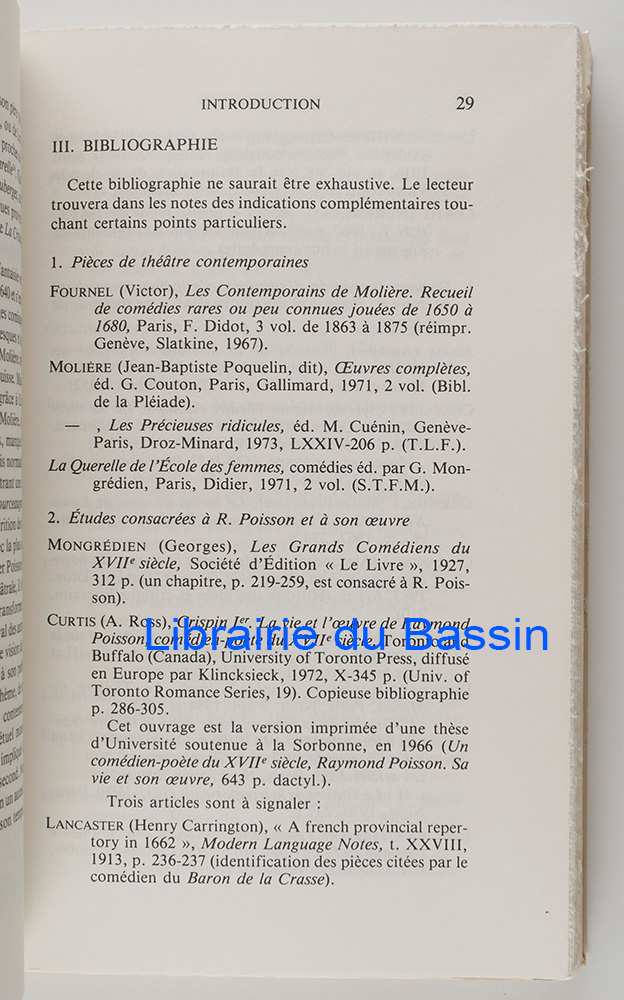 INTRODUCTION 29
III. BIBLIOGRAPHIE
Cette bibliographie ne saurait être exhaustive. Le lecteur
trouvera dans les notes des indications complémentaires tou-
chant certains points particuliers.
1. Pièces de théâtre contemporaines
FOURNEL (Victor), Les Contemporains de Molière. Recueil
de comédies rares ou peu connues jouées de 1650 à
1680, Paris, F. Didot, 3 vol. de 1863 à 1875 (réimpr.
Genève, Slatkine, 1967).
MOLIÈRE (Jean-Baptiste Poquelin, dit), Œuvres complètes,
éd. G. Couton, Paris, Gallimard, 1971, 2 vol. (Bibl.
de la Pléiade).
— , Les Précieuses ridicules, éd. M. Cuénin, Genève-
Paris, Droz-Minard, 1973, LXXIV-206 p. (T.L.F.).
La Querelle de l'École des femmes, comédies éd. par G. Mon-
grédien, Paris, Didier, 1971, 2 vol. (S.T.F.M.).
2. Études consacrées à R. Poisson et à son œuvre
MONGRÉDIEN (Georges), Les Grands Comédiens du
XVIIe siècle, Société d'Édition « Le Livre », 1927,
312 p. (un chapitre, p. 219-259, est consacré à R. Pois-
son).
CURTIS (A. Ross), Crispin Ier. La vie et l'œuvre de Raymond
Poisson, comédien-poète du XVIIe siècle, Toronto and
Librairie du Bassin
Buffalo (Canada), University of Toronto Press, diffusé
en Europe par Klincksieck, 1972, X-345 p. (Univ. of
Toronto Romance Series, 19). Copieuse bibliographie
p. 286-305.
Cet ouvrage est la version imprimée d'une thèse
d'Université soutenue à la Sorbonne, en 1966 (Un
comédien-poète du XVIIe siècle, Raymond Poisson. Sa
vie et son œuvre, 643 p. dactyl.).
Trois articles sont à signaler :
LANCASTER (Henry Carrington), « A french provincial reper-
tory in 1662 », Modern Language Notes, t. XXVIII,
1913, p. 236-237 (identification des pièces citées par le
comédien du Baron de la Crasse).